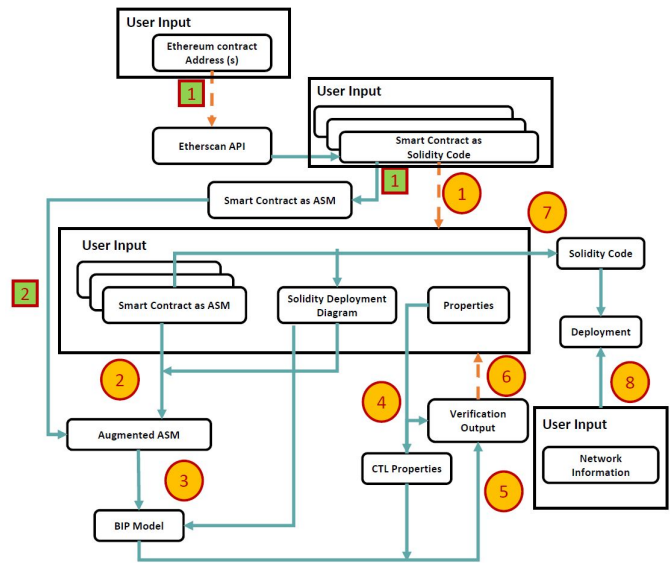 User Input
Ethereum contract
Address (s)
1
User Input
Etherscan API
Smart Contract as
Solidity Code
1
1
Smart Contract as ASM
7
User Input
Solidity Code
2
Smart Contract as ASM
Solidity Deployment
Diagram
Properties
Deployment
2
6
8
4
Verification
Output
User Input
Augmented ASM
Network
Information
3
CTL Properties
5
BIP Model